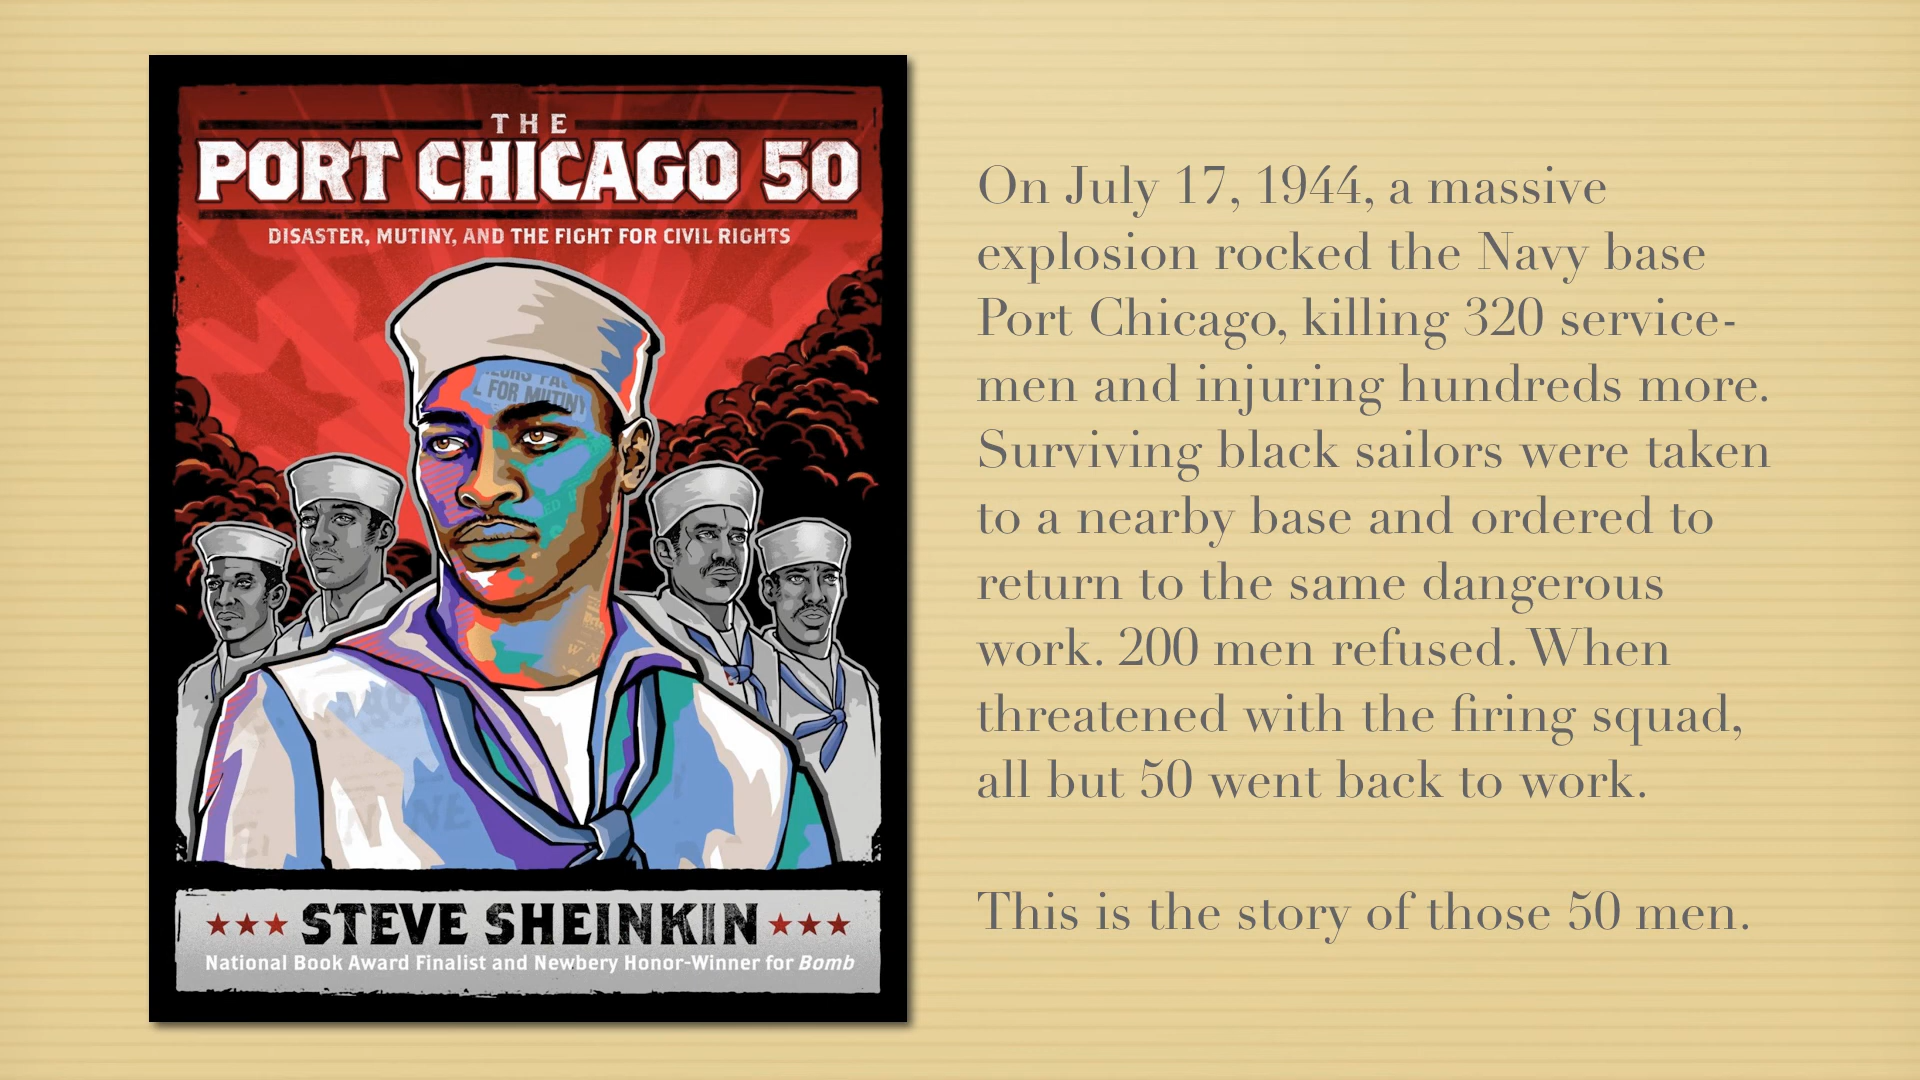 THE
PORT CHICAGO 50
DISASTER, MUTINY, AND THE FIGHT FOR CIVIL RIGHTS
FOR MUTINY
STEVE SHEINKIN
National Book Award Finalist and Newbery Honor-Winner for Bomb
On July 17, 1944, a massive
explosion rocked the Navy base
Port Chicago, killing 320 service-
men and injuring hundreds more.
Surviving black sailors were taken
to a nearby base and ordered to
return to the same dangerous
work. 200 men refused. When
threatened with the firing squad,
all but 50 went back to work.
This is the story of those 50 men.